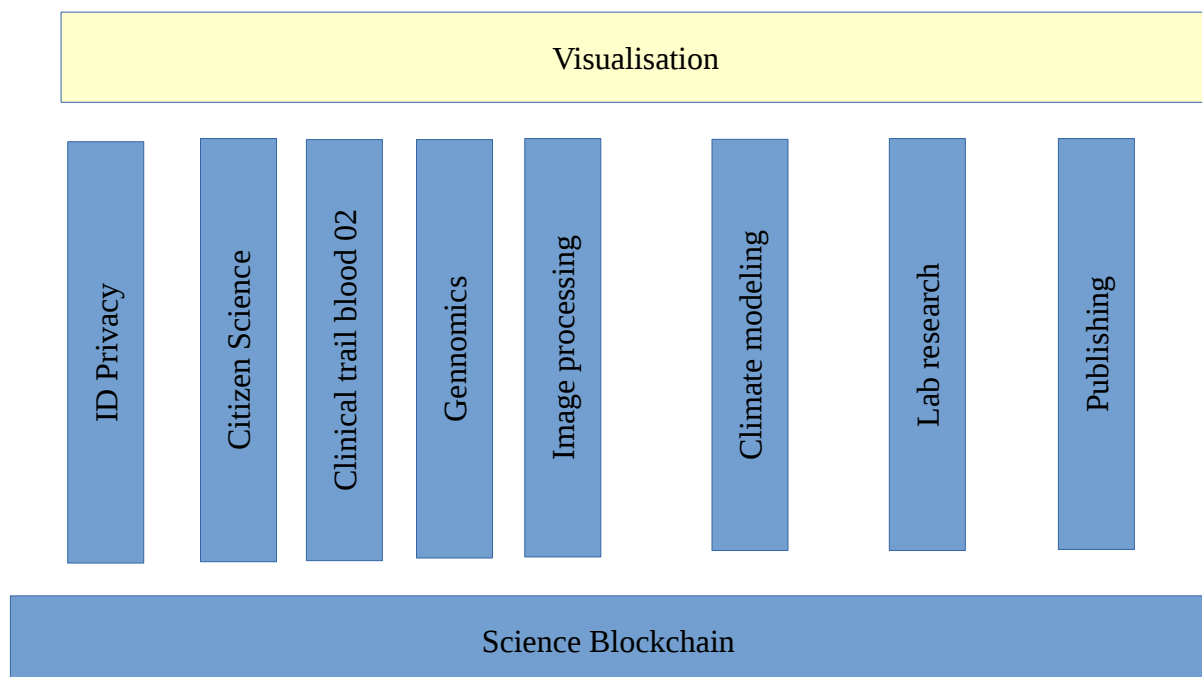 Visualisation
ID Privacy
Citizen Science
Clinical trail blood 02
Gennomics
Image processing
Climate modeling
Lab research
Publishing
Science Blockchain